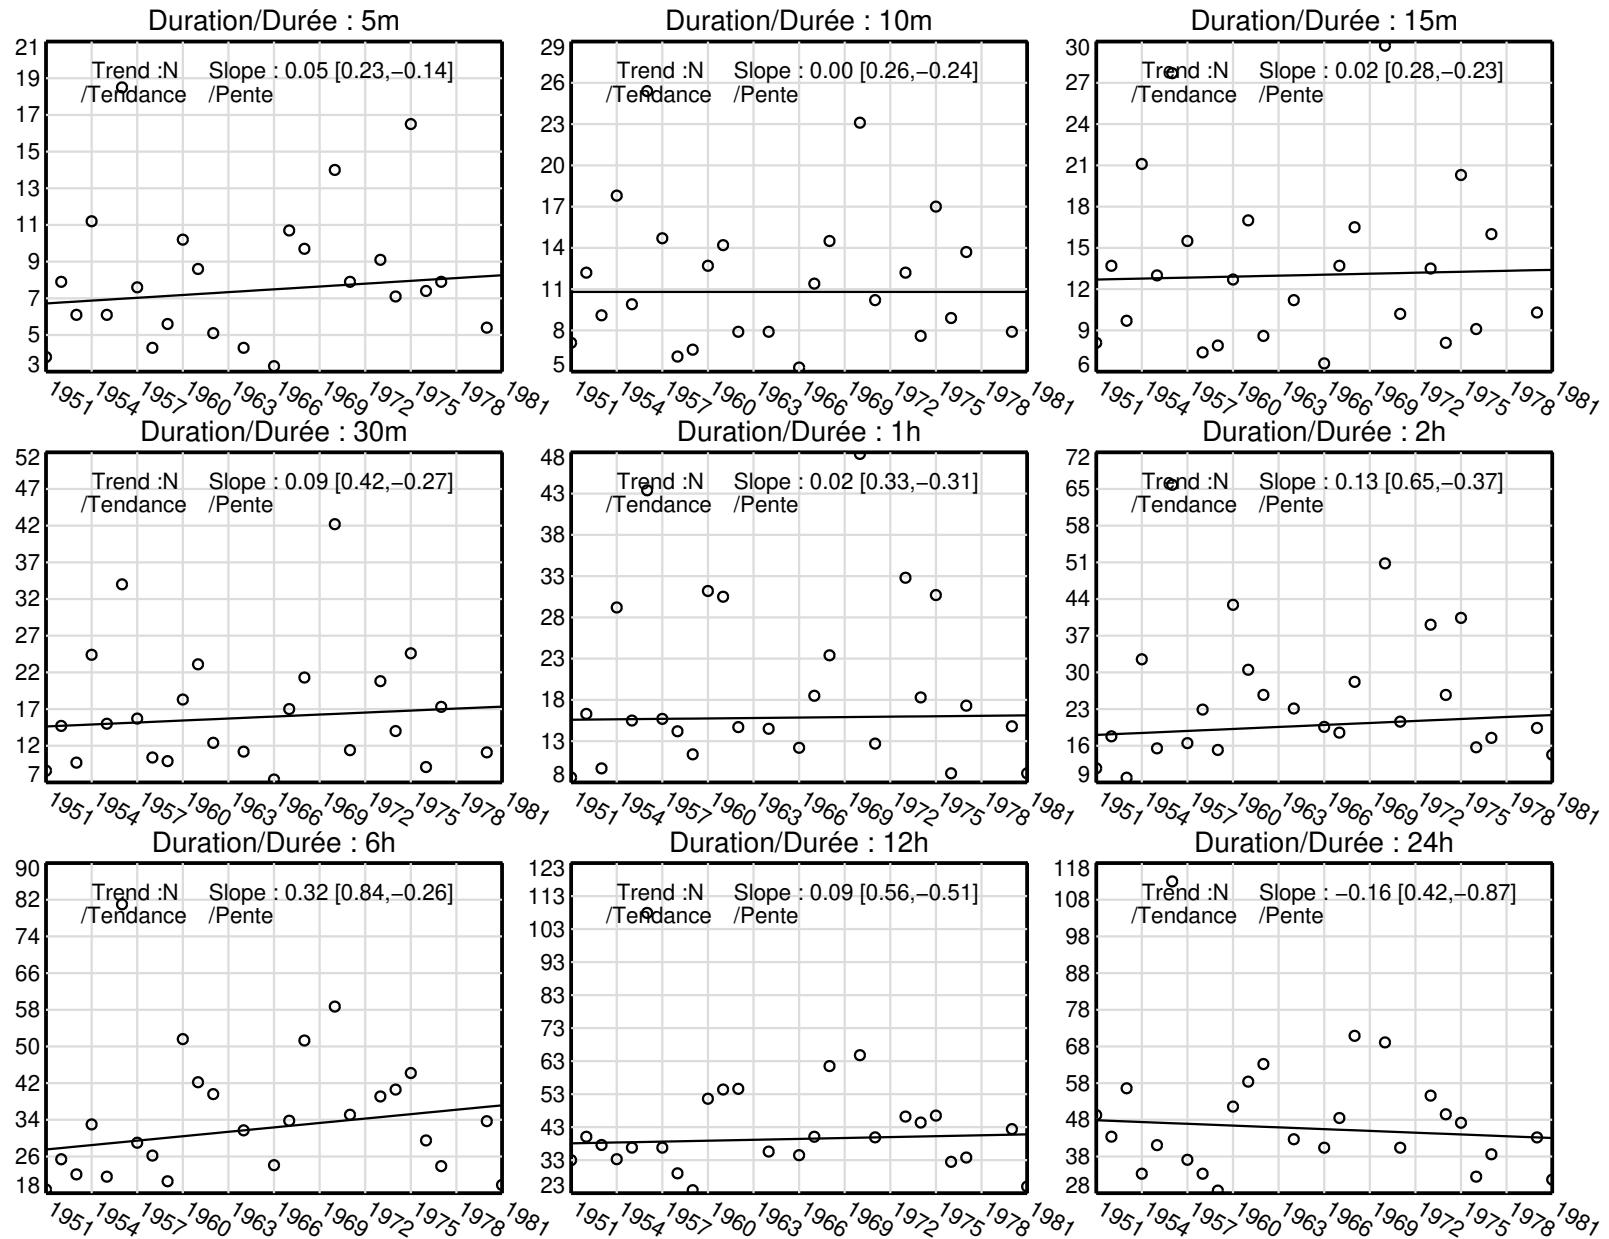 Duration/Durée : 5m
Trend :N Slope : 0.05 [0.23,−0.14]
/Tendance /Pente
21
19
17
15
13
11
9
7
5
3
1951 1954 1957 1960 1963 1966 1969 1972 1975 1978 1981
Duration/Durée : 10m
Trend :N Slope : 0.00 [0.26,−0.24]
/Tendance /Pente
29
26
23
20
17
14
11
8
5
1951 1954 1957 1960 1963 1966 1969 1972 1975 1978 1981
Duration/Durée : 15m
Trend :N Slope : 0.02 [0.28,−0.23]
/Tendance /Pente
30
27
24
21
18
15
12
9
6
1951 1954 1957 1960 1963 1966 1969 1972 1975 1978 1981
Duration/Durée : 30m
Trend :N Slope : 0.09 [0.42,−0.27]
/Tendance /Pente
52
47
42
37
32
27
22
17
12
7
1951 1954 1957 1960 1963 1966 1969 1972 1975 1978 1981
Duration/Durée : 1h
Trend :N Slope : 0.02 [0.33,−0.31]
/Tendance /Pente
48
43
38
33
28
23
18
13
8
1951 1954 1957 1960 1963 1966 1969 1972 1975 1978 1981
Duration/Durée : 2h
Trend :N Slope : 0.13 [0.65,−0.37]
/Tendance /Pente
72
65
58
51
44
37
30
23
16
9
1951 1954 1957 1960 1963 1966 1969 1972 1975 1978 1981
Duration/Durée : 6h
Trend :N Slope : 0.32 [0.84,−0.26]
/Tendance /Pente
90
82
74
66
58
50
42
34
26
18
1951 1954 1957 1960 1963 1966 1969 1972 1975 1978 1981
Duration/Durée : 12h
Trend :N Slope : 0.09 [0.56,−0.51]
/Tendance /Pente
123
113
103
93
83
73
63
53
43
33
23
1951 1954 1957 1960 1963 1966 1969 1972 1975 1978 1981
Duration/Durée : 24h
Trend :N Slope : −0.16 [0.42,−0.87]
/Tendance /Pente
118
108
98
88
78
68
58
48
38
28
1951 1954 1957 1960 1963 1966 1969 1972 1975 1978 1981